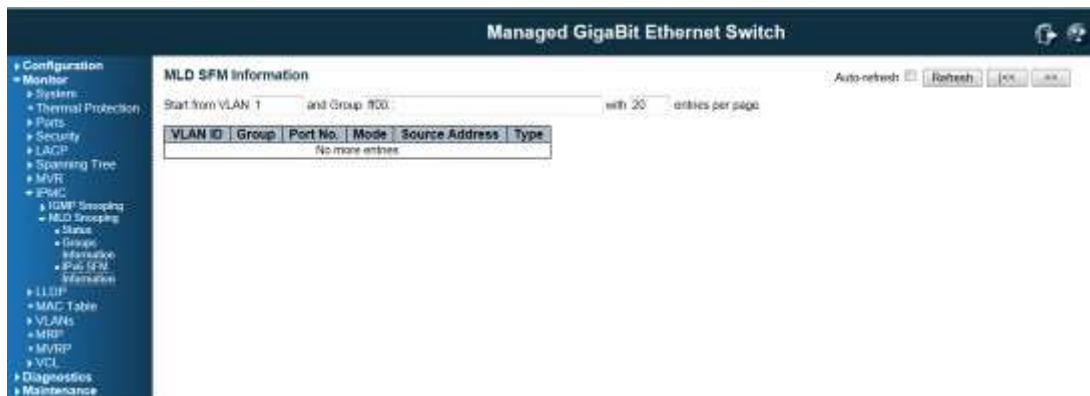 Managed GigaBit Ethernet Switch
Configuration
Monitor
System
Thermal Protection
Ports
Security
LACP
Spanning Tree
MVR
IPMC
IGMP Snooping
MLD Snooping
Status
Groups
Information
IPv6 SFM
Information
LLDP
MAC Table
VLANs
MRP
MVRP
VCL
Diagnostics
Maintenance
MLD SFM Information
Auto-refresh Refresh |<< >>
Start from VLAN 1 and Group ff00:: with 20 entries per page.
VLAN ID Group Port No. Mode Source Address Type
No more entries